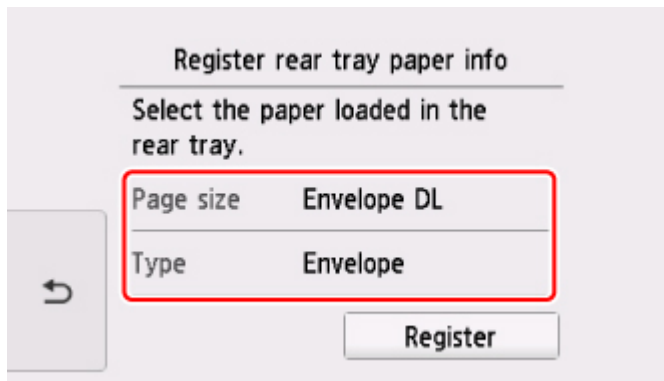 Register rear tray paper info
Select the paper loaded in the
rear tray.
Page size Envelope DL
Type Envelope
Register